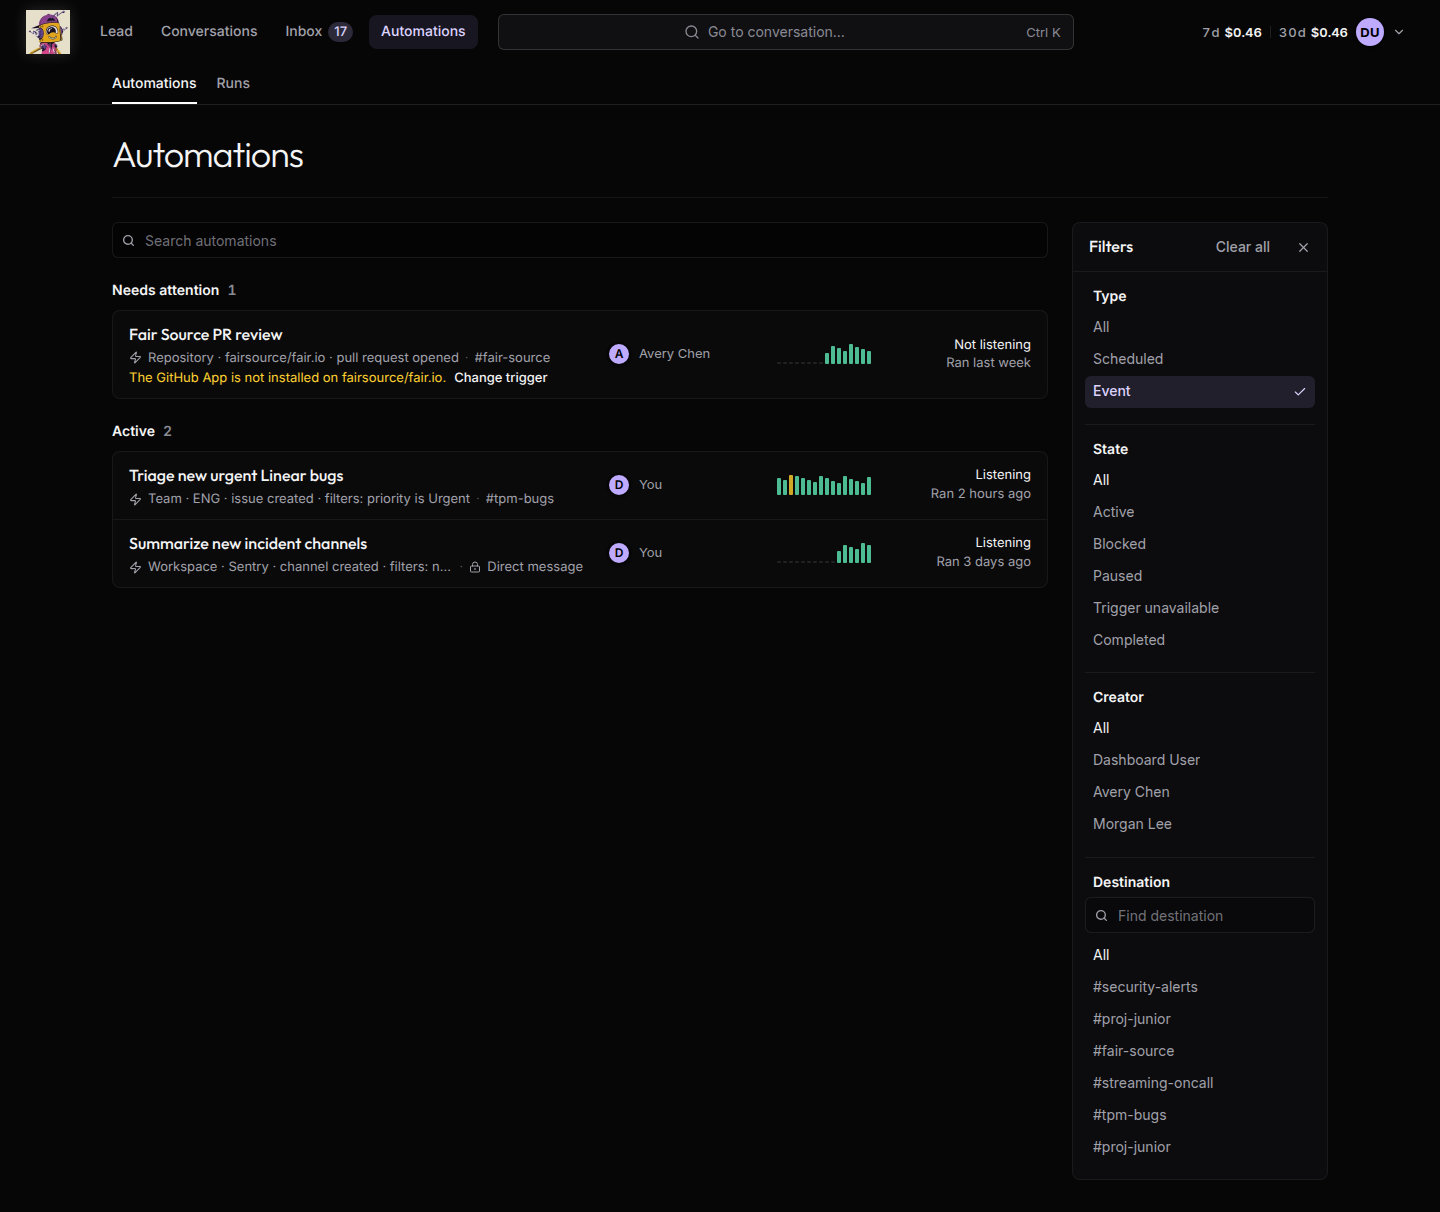 Lead Conversations Inbox 17 Automations Go to conversation... Ctrl K 7d $0.46 30d $0.46 DU
Automations Runs
Automations
Search automations
Needs attention 1
Fair Source PR review
Repository · fairsource/fair.io · pull request opened · #fair-source
The GitHub App is not installed on fairsource/fair.io. Change trigger
A Avery Chen
Not listening
Ran last week
Active 2
Triage new urgent Linear bugs
Team · ENG · issue created · filters: priority is Urgent · #tpm-bugs
D You
Listening
Ran 2 hours ago
Summarize new incident channels
Workspace · Sentry · channel created · filters: n... · Direct message
D You
Listening
Ran 3 days ago
Filters Clear all
Type
All
Scheduled
Event
State
All
Active
Blocked
Paused
Trigger unavailable
Completed
Creator
All
Dashboard User
Avery Chen
Morgan Lee
Destination
Find destination
All
#security-alerts
#proj-junior
#fair-source
#streaming-oncall
#tpm-bugs
#proj-junior